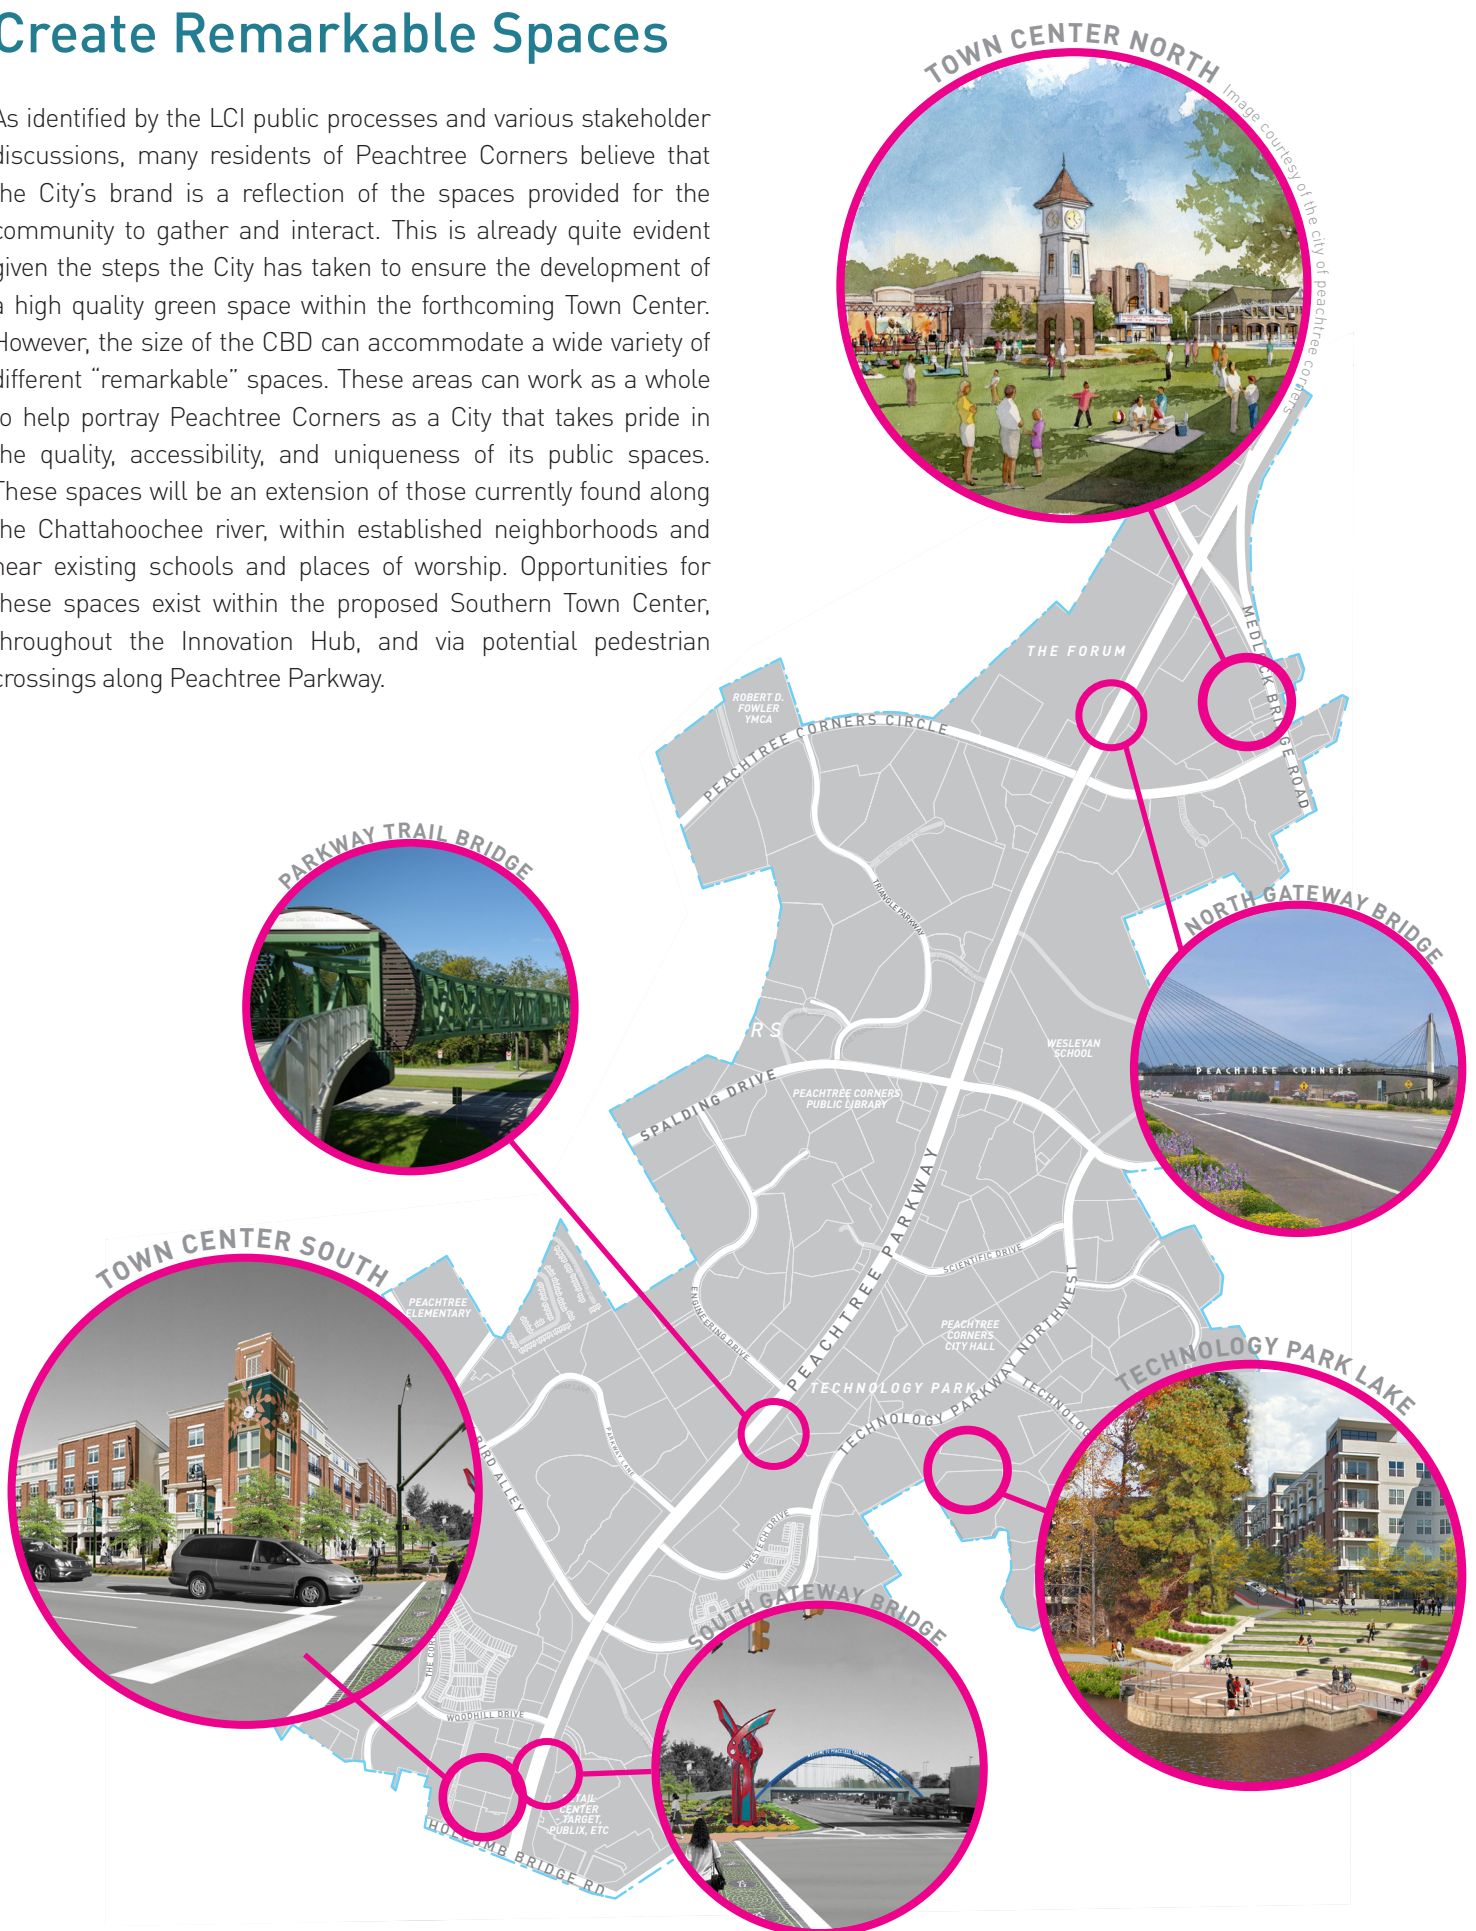 Create Remarkable Spaces
As identified by the LCI public processes and various stakeholder
discussions, many residents of Peachtree Corners believe that
the City's brand is a reflection of the spaces provided for the
community to gather and interact. This is already quite evident
given the steps the City has taken to ensure the development of
a high quality green space within the forthcoming Town Center.
However, the size of the CBD can accommodate a wide variety of
different “remarkable” spaces. These areas can work as a whole
to help portray Peachtree Corners as a City that takes pride in
the quality, accessibility, and uniqueness of its public spaces.
These spaces will be an extension of those currently found along
the Chattahoochee river, within established neighborhoods and
near existing schools and places of worship. Opportunities for
these spaces exist within the proposed Southern Town Center,
throughout the Innovation Hub, and via potential pedestrian
crossings along Peachtree Parkway.
TOWN CENTER NORTH
Image courtesy of the city of peachtree corners
THE FORUM
MEDLOCK BRIDGE ROAD
ROBERT D.
FOWLER
YMCA
PEACHTREE CORNERS CIRCLE
PARKWAY TRAIL BRIDGE
TRIANGLE PARKWAY
NORTH GATEWAY BRIDGE
PEACHTREE CORNERS
RS
WESLEYAN
SCHOOL
PEACHTREE CORNERS
PUBLIC LIBRARY
SPALDING DRIVE
PEACHTREE PARKWAY
SCIENTIFIC DRIVE
TOWN CENTER SOUTH
PEACHTREE
ELEMENTARY
ENGINEERING DRIVE
PEACHTREE
CORNERS
CITY HALL
TECHNOLOGY PARK
TECHNOLOGY PARKWAY NORTHWEST
TECHNOLOG
TECHNOLOGY PARK LAKE
BIRD ALLEY
PARKWAY LANE
WESTECH DRIVE
SOUTH GATEWAY BRIDGE
THE COR
WOODHILL DRIVE
ETAIL
CENTER
- TARGET,
PUBLIX, ETC
HOLCOMB BRIDGE RD